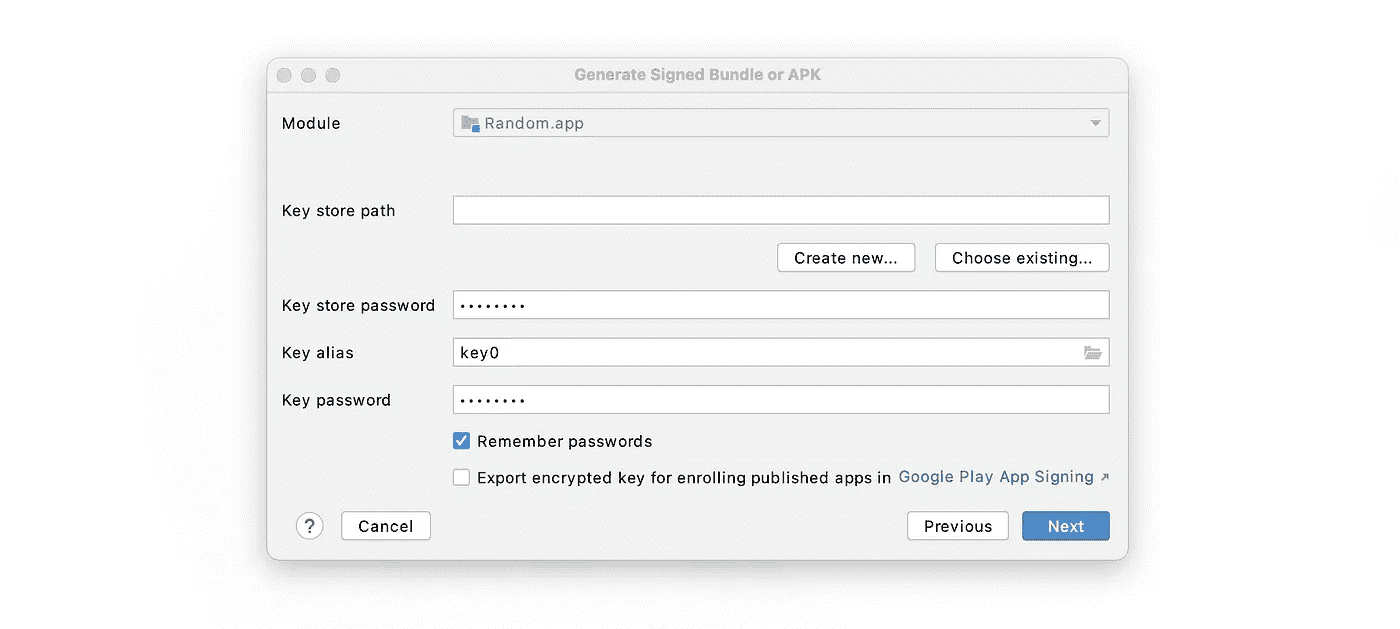 Generate Signed Bundle or APK
Module
Random.app
Key store path
Create new...
Choose existing...
Key store password
••••••••
Key alias
key0
Key password
••••••••
Remember passwords
Export encrypted key for enrolling published apps in Google Play App Signing ↗
?
Cancel
Previous
Next